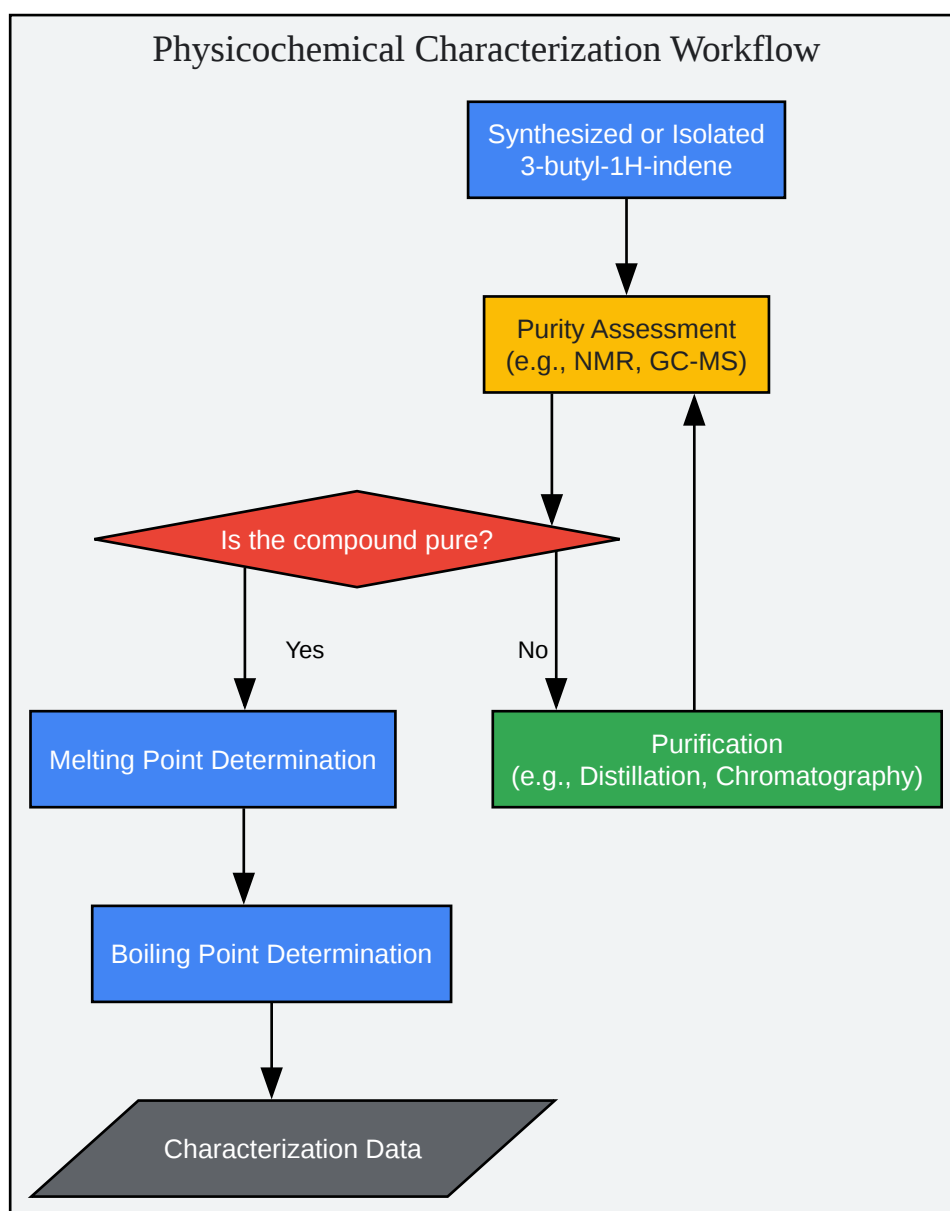 Physicochemical Characterization Workflow
Synthesized or Isolated
3-butyl-1H-indene
Purity Assessment
(e.g., NMR, GC-MS)
Is the compound pure?
Yes
No
Melting Point Determination
Purification
(e.g., Distillation, Chromatography)
Boiling Point Determination
Characterization Data